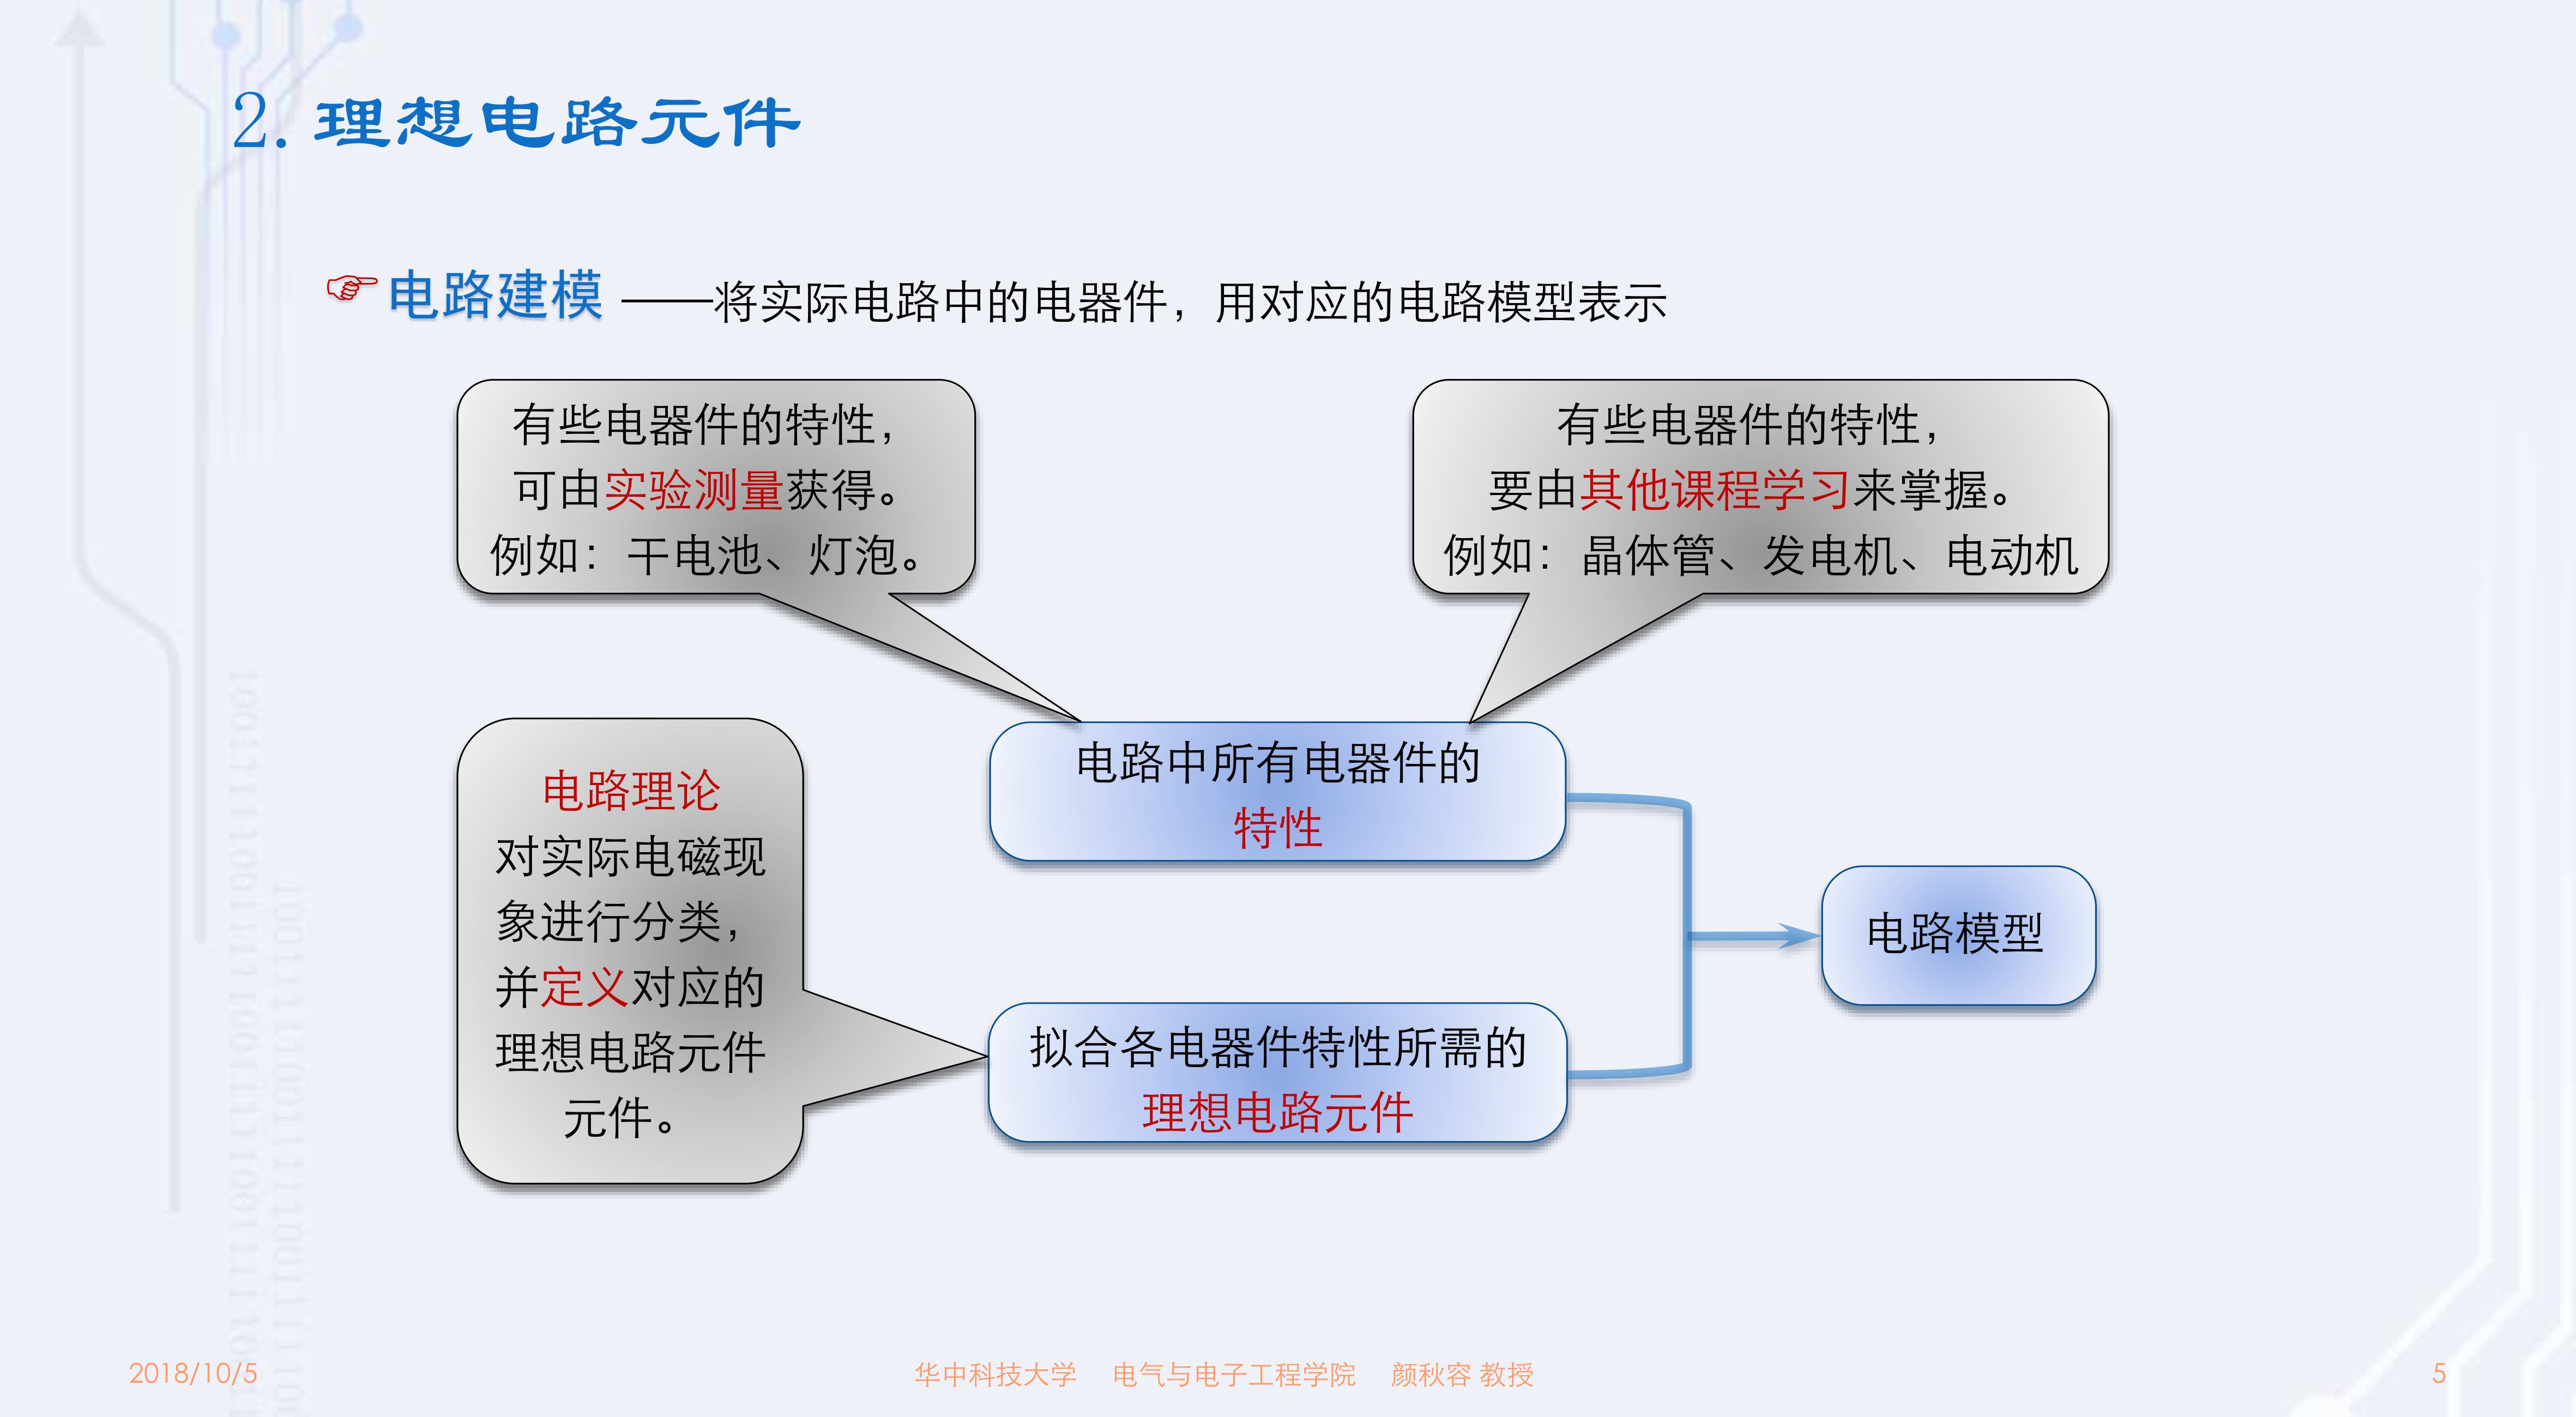 2. 理想电路元件
☞电路建模 ——将实际电路中的电器件，用对应的电路模型表示
有些电器件的特性，
可由实验测量获得。
例如：干电池、灯泡。
有些电器件的特性，
要由其他课程学习来掌握。
例如：晶体管、发电机、电动机
电路理论
对实际电磁现
象进行分类，
并定义对应的
理想电路元件
元件。
电路中所有电器件的
特性
拟合各电器件特性所需的
理想电路元件
电路模型
2018/10/5
华中科技大学 电气与电子工程学院 颜秋容 教授
5